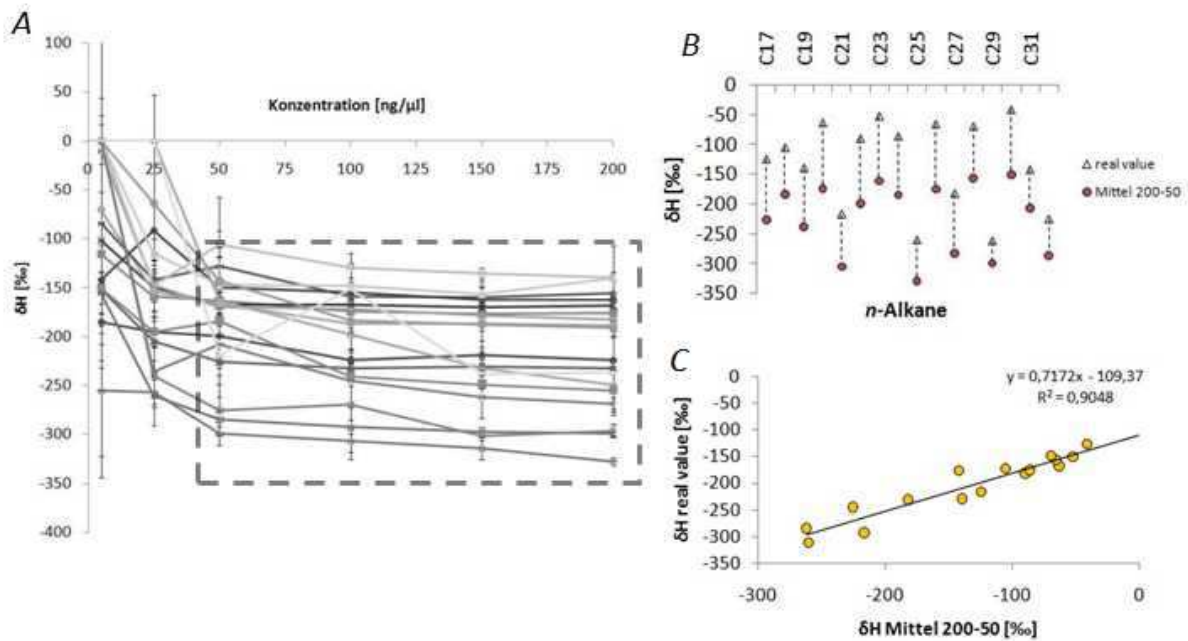 A
100
50
0
-50
-100
-150
-200
-250
-300
-350
-400
δH [‰]
Konzentration [ng/µl]
0 25 50 75 100 125 150 175 200
B
C17 C19 C21 C23 C25 C27 C29 C31
0
-50
-100
-150
-200
-250
-300
-350
δH [‰]
real value
Mittel 200-50
n-Alkane
C
y = 0,7172x - 109,37
R² = 0,9048
0
-50
-100
-150
-200
-250
-300
-350
δH real value [‰]
-300 -200 -100 0
δH Mittel 200-50 [‰]